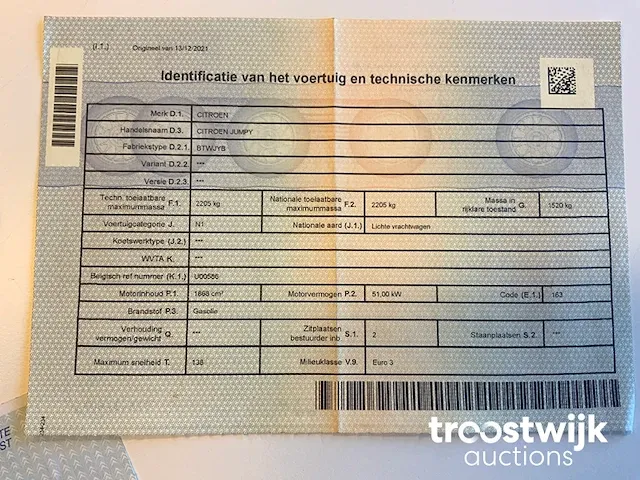 (I.1.) Origineel van 13/12/2021
Identificatie van het voertuig en technische kenmerken
Merk D.1. CITROEN
Handelsnaam D.3. CITROEN JUMPY
Fabriekstype D.2.1. BTWJYB
Variant D.2.2. ***
Versie D.2.3. ***
Techn. toelaatbare maximummassa F.1. 2205 kg Nationale toelaatbare maximummassa F.2. 2205 kg Massa in rijklare toestand G. 1520 kg
Voertuigcategorie J. N1 Nationale aard (J.1.) Lichte vrachtwagen
Koetswerktype (J.2.) ***
WVTA K. ***
Belgisch ref nummer (K.1.) U00586
Motorinhoud P.1. 1868 cm³ Motorvermogen P.2. 51,00 kW Code (E.1.) 163
Brandstof P.3. Gasolie
Verhouding vermogen/gewicht Q. *** Zitplaatsen bestuurder inb. S.1. 2 Staanplaatsen S.2. ***
Maximum snelheid T. 138 Milieuklasse V.9. Euro 3
TE
ST
troostwijk
auctions